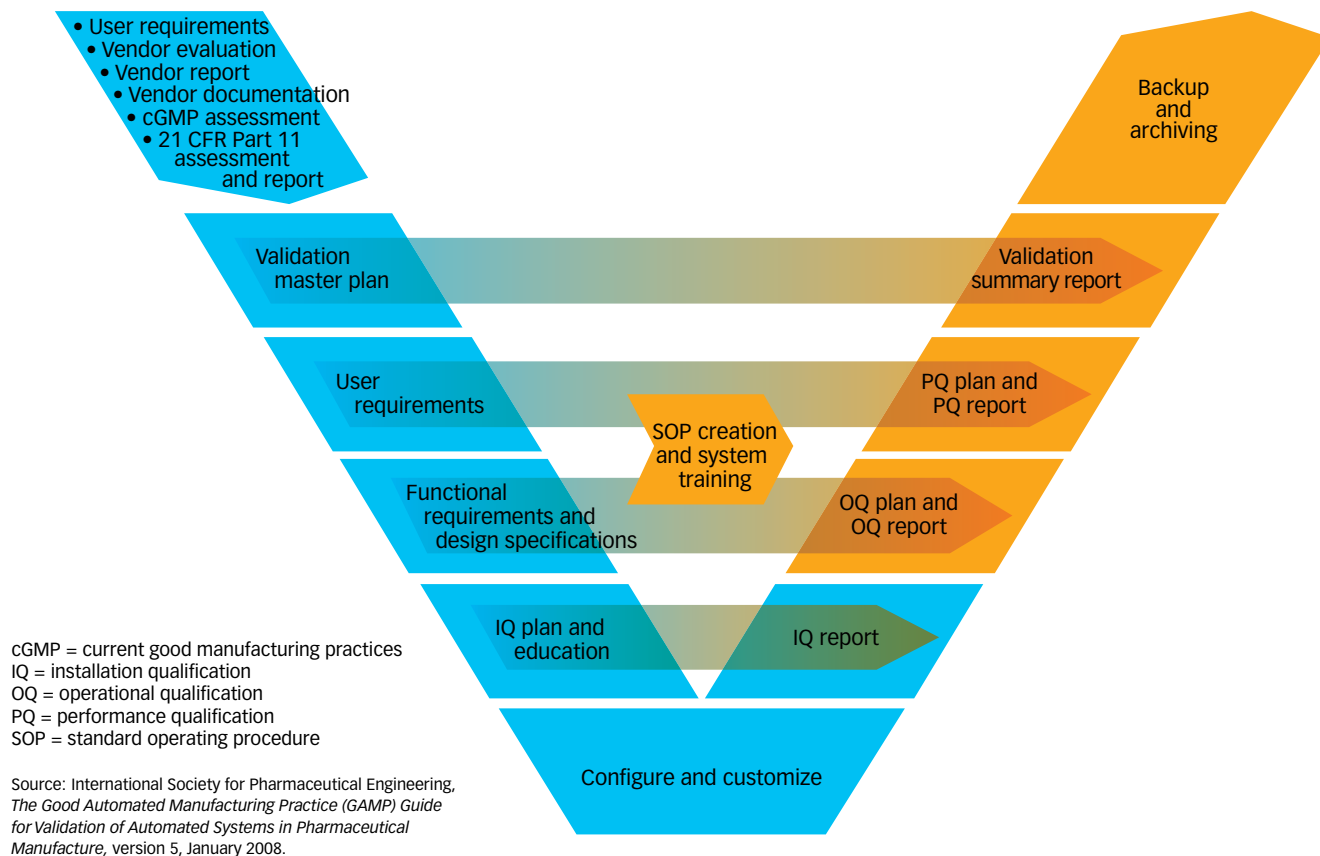 • User requirements
• Vendor evaluation
• Vendor report
• Vendor documentation
• cGMP assessment
• 21 CFR Part 11
assessment
and report
Backup
and
archiving
Validation
master plan
Validation
summary report
User
requirements
PQ plan and
PQ report
SOP creation
and system
training
Functional
requirements and
design specifications
OQ plan and
OQ report
IQ plan and
education
IQ report
Configure and customize
cGMP = current good manufacturing practices
IQ = installation qualification
OQ = operational qualification
PQ = performance qualification
SOP = standard operating procedure
Source: International Society for Pharmaceutical Engineering,
The Good Automated Manufacturing Practice (GAMP) Guide
for Validation of Automated Systems in Pharmaceutical
Manufacture, version 5, January 2008.